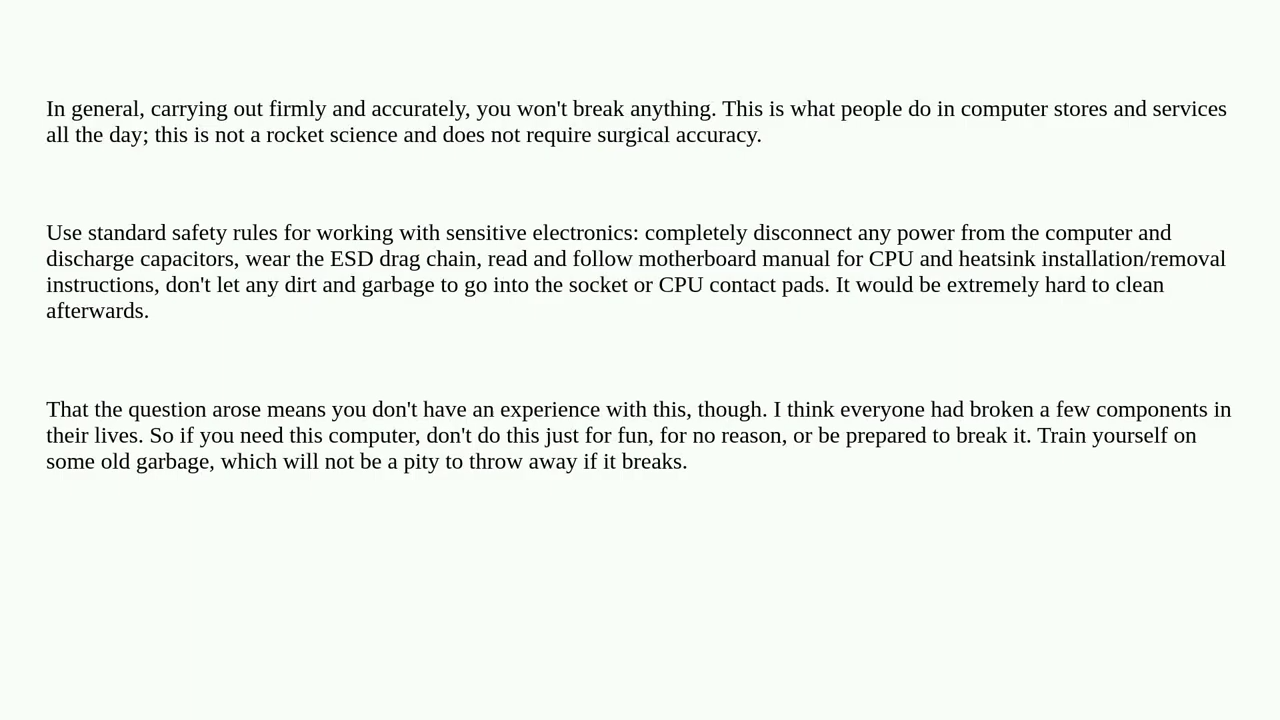 In general, carrying out firmly and accurately, you won't break anything. This is what people do in computer stores and services
all the day; this is not a rocket science and does not require surgical accuracy.
Use standard safety rules for working with sensitive electronics: completely disconnect any power from the computer and
discharge capacitors, wear the ESD drag chain, read and follow motherboard manual for CPU and heatsink installation/removal
instructions, don't let any dirt and garbage to go into the socket or CPU contact pads. It would be extremely hard to clean
afterwards.
That the question arose means you don't have an experience with this, though. I think everyone had broken a few components in
their lives. So if you need this computer, don't do this just for fun, for no reason, or be prepared to break it. Train yourself on
some old garbage, which will not be a pity to throw away if it breaks.